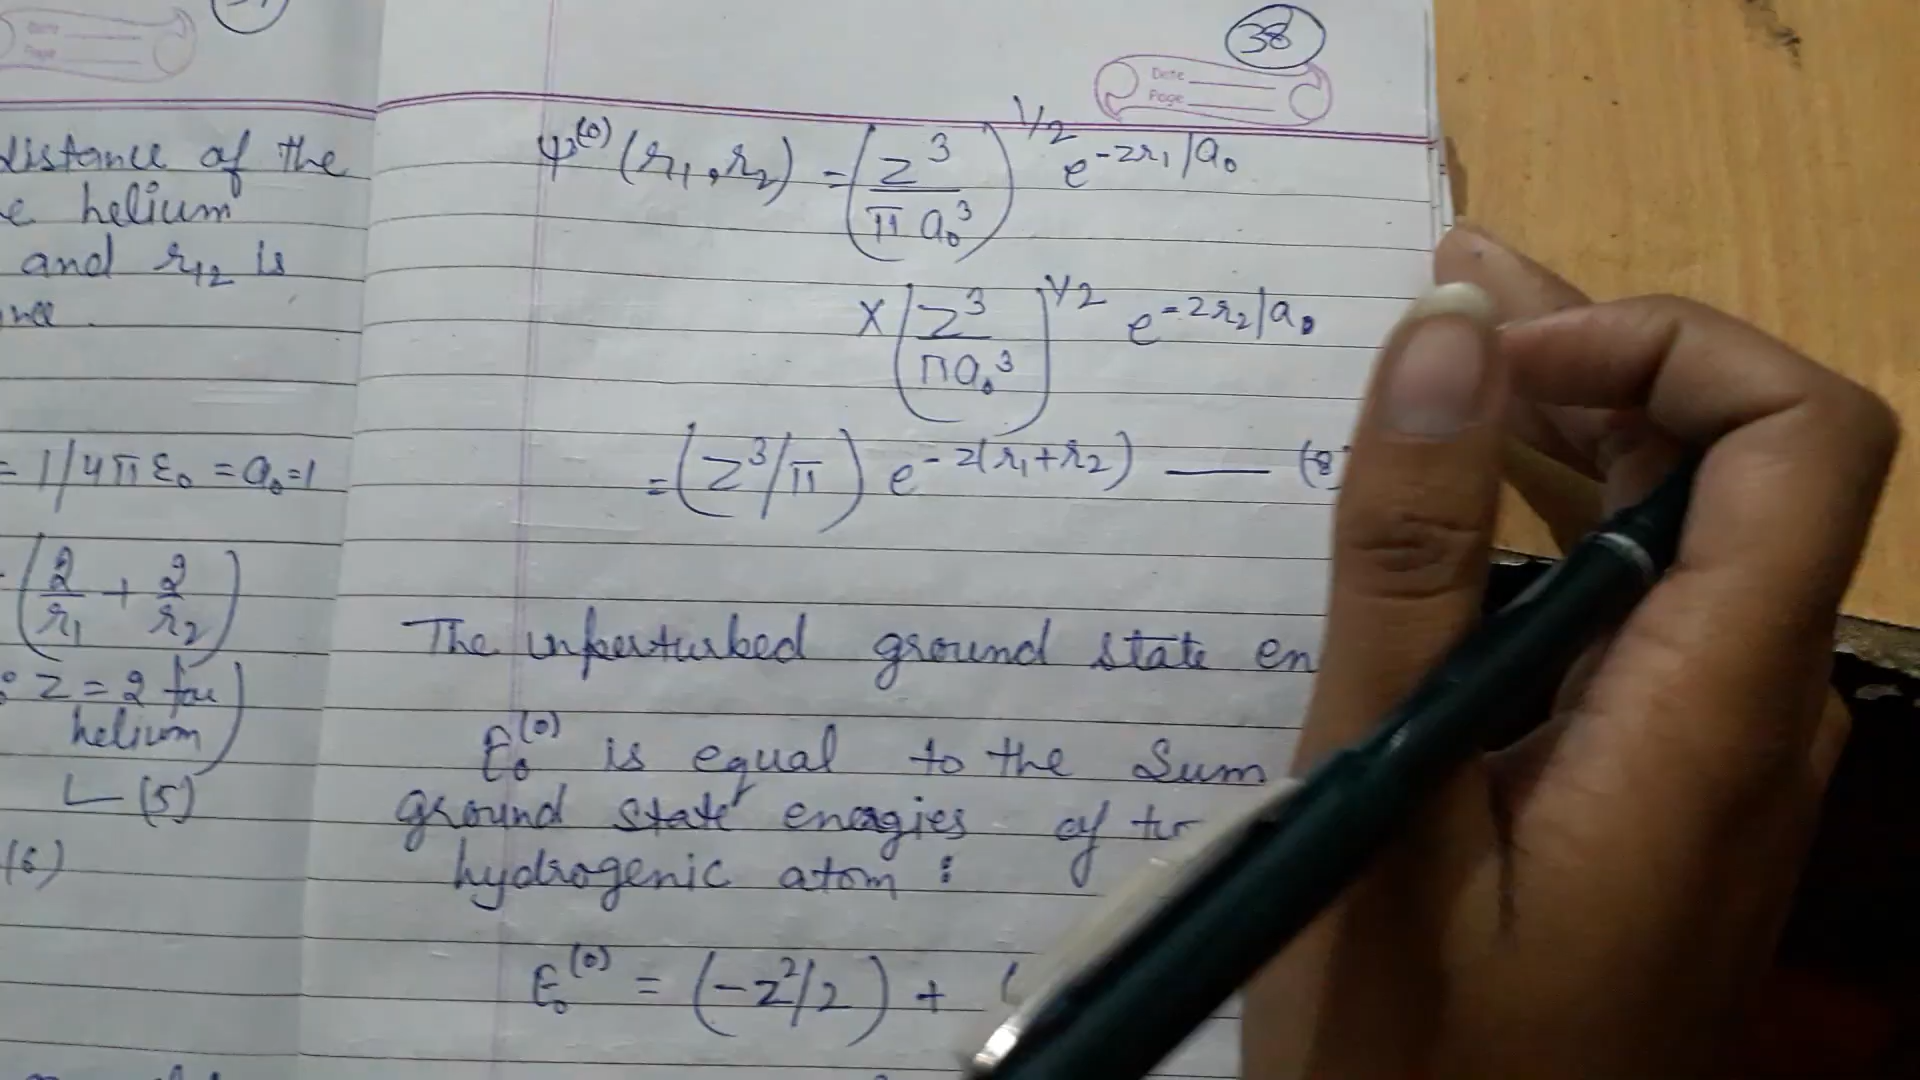 38
Date
Page
Date
Page
distance of the
e helium
and r₁₂ is
nce.
= 1/4πε₀ = a₀=1
(2/r₁ + 2/r₂)
: Z = 2 for
helium)
(5)
(6)
ψ⁽⁰⁾(r₁,r₂) = (Z³/πa₀³)^1/2 e^-Zr₁/a₀
X (Z³/πa₀³)^1/2 e^-Zr₂/a₀
= (Z³/π) e^-Z(r₁+r₂) — (8)
The unperturbed ground state en
E₀⁽⁰⁾ is equal to the Sum
ground state energies of tw
hydrogenic atom :
E₀⁽⁰⁾ = (-Z²/2) + (